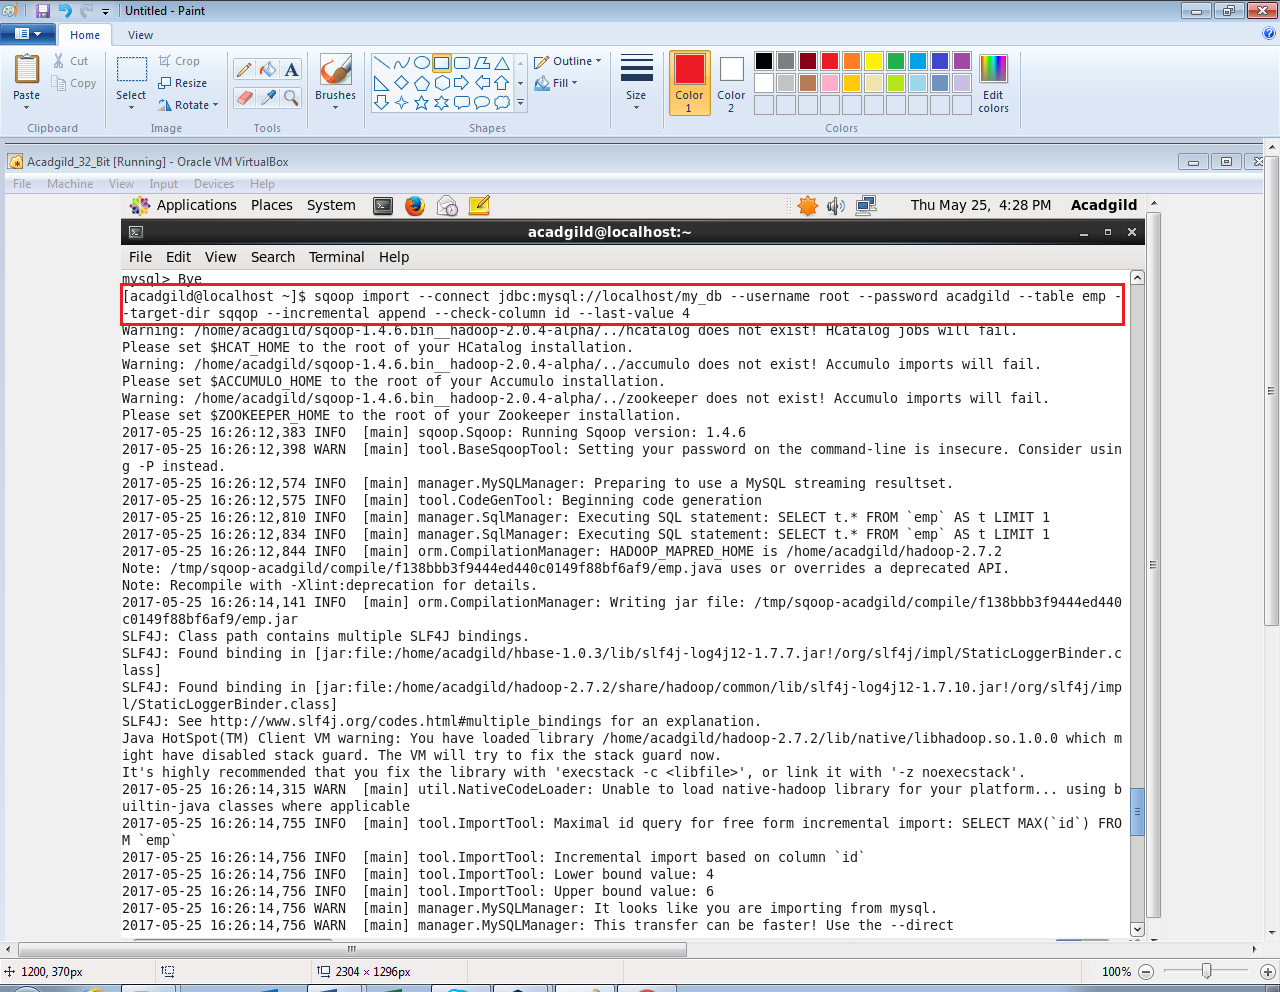 Untitled - Paint
Home View
Paste
Cut
Copy
Clipboard
Select
Crop
Resize
Rotate
Image
A
Tools
Brushes
Outline
Fill
Shapes
Size
Color 1
Color 2
Edit colors
Colors
Acadgild_32_Bit [Running] - Oracle VM VirtualBox
File Machine View Input Devices Help
Applications Places System Thu May 25, 4:28 PM Acadgild
acadgild@localhost:~
File Edit View Search Terminal Help
mysql> Bye
[acadgild@localhost ~]$ sqoop import --connect jdbc:mysql://localhost/my_db --username root --password acadgild --table emp -
-target-dir sqqop --incremental append --check-column id --last-value 4
Warning: /home/acadgild/sqoop-1.4.6.bin__hadoop-2.0.4-alpha/../hcatalog does not exist! HCatalog jobs will fail.
Please set $HCAT_HOME to the root of your HCatalog installation.
Warning: /home/acadgild/sqoop-1.4.6.bin__hadoop-2.0.4-alpha/../accumulo does not exist! Accumulo imports will fail.
Please set $ACCUMULO_HOME to the root of your Accumulo installation.
Warning: /home/acadgild/sqoop-1.4.6.bin__hadoop-2.0.4-alpha/../zookeeper does not exist! Accumulo imports will fail.
Please set $ZOOKEEPER_HOME to the root of your Zookeeper installation.
2017-05-25 16:26:12,383 INFO  [main] sqoop.Sqoop: Running Sqoop version: 1.4.6
2017-05-25 16:26:12,398 WARN  [main] tool.BaseSqoopTool: Setting your password on the command-line is insecure. Consider usin
g -P instead.
2017-05-25 16:26:12,574 INFO  [main] manager.MySQLManager: Preparing to use a MySQL streaming resultset.
2017-05-25 16:26:12,575 INFO  [main] tool.CodeGenTool: Beginning code generation
2017-05-25 16:26:12,810 INFO  [main] manager.SqlManager: Executing SQL statement: SELECT t.* FROM `emp` AS t LIMIT 1
2017-05-25 16:26:12,834 INFO  [main] manager.SqlManager: Executing SQL statement: SELECT t.* FROM `emp` AS t LIMIT 1
2017-05-25 16:26:12,844 INFO  [main] orm.CompilationManager: HADOOP_MAPRED_HOME is /home/acadgild/hadoop-2.7.2
Note: /tmp/sqoop-acadgild/compile/f138bbb3f9444ed440c0149f88bf6af9/emp.java uses or overrides a deprecated API.
Note: Recompile with -Xlint:deprecation for details.
2017-05-25 16:26:14,141 INFO  [main] orm.CompilationManager: Writing jar file: /tmp/sqoop-acadgild/compile/f138bbb3f9444ed440
c0149f88bf6af9/emp.jar
SLF4J: Class path contains multiple SLF4J bindings.
SLF4J: Found binding in [jar:file:/home/acadgild/hbase-1.0.3/lib/slf4j-log4j12-1.7.7.jar!/org/slf4j/impl/StaticLoggerBinder.c
lass]
SLF4J: Found binding in [jar:file:/home/acadgild/hadoop-2.7.2/share/hadoop/common/lib/slf4j-log4j12-1.7.10.jar!/org/slf4j/imp
l/StaticLoggerBinder.class]
SLF4J: See http://www.slf4j.org/codes.html#multiple_bindings for an explanation.
Java HotSpot(TM) Client VM warning: You have loaded library /home/acadgild/hadoop-2.7.2/lib/native/libhadoop.so.1.0.0 which m
ight have disabled stack guard. The VM will try to fix the stack guard now.
It's highly recommended that you fix the library with 'execstack -c <libfile>', or link it with '-z noexecstack'.
2017-05-25 16:26:14,315 WARN  [main] util.NativeCodeLoader: Unable to load native-hadoop library for your platform... using b
uiltin-java classes where applicable
2017-05-25 16:26:14,755 INFO  [main] tool.ImportTool: Maximal id query for free form incremental import: SELECT MAX(`id`) FRO
M `emp`
2017-05-25 16:26:14,756 INFO  [main] tool.ImportTool: Incremental import based on column `id`
2017-05-25 16:26:14,756 INFO  [main] tool.ImportTool: Lower bound value: 4
2017-05-25 16:26:14,756 INFO  [main] tool.ImportTool: Upper bound value: 6
2017-05-25 16:26:14,756 WARN  [main] manager.MySQLManager: It looks like you are importing from mysql.
2017-05-25 16:26:14,756 WARN  [main] manager.MySQLManager: This transfer can be faster! Use the --direct
1200, 370px 2304 × 1296px 100%